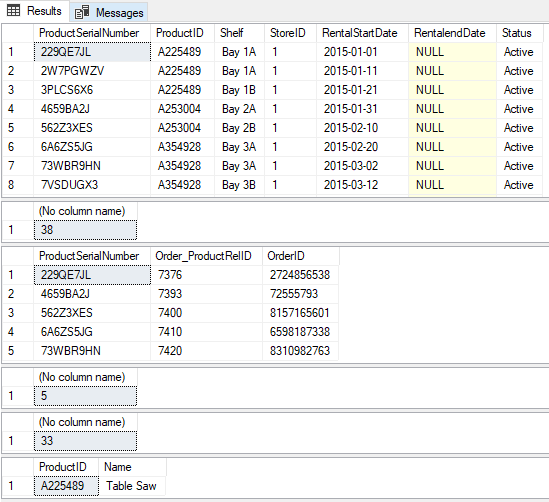 Results Messages
ProductSerialNumber ProductID Shelf StoreID RentalStartDate RentalendDate Status
1 229QE7JL A225489 Bay 1A 1 2015-01-01 NULL Active
2 2W7PGWZV A225489 Bay 1A 1 2015-01-11 NULL Active
3 3PLCS6X6 A225489 Bay 1B 1 2015-01-21 NULL Active
4 4659BA2J A253004 Bay 2A 1 2015-01-31 NULL Active
5 562Z3XES A253004 Bay 2B 1 2015-02-10 NULL Active
6 6A6ZS5JG A354928 Bay 3A 1 2015-02-20 NULL Active
7 73WBR9HN A354928 Bay 3A 1 2015-03-02 NULL Active
8 7VSDUGX3 A354928 Bay 3B 1 2015-03-12 NULL Active
(No column name)
1 38
ProductSerialNumber Order_ProductRelID OrderID
1 229QE7JL 7376 2724856538
2 4659BA2J 7393 72555793
3 562Z3XES 7400 8157165601
4 6A6ZS5JG 7410 6598187338
5 73WBR9HN 7420 8310982763
(No column name)
1 5
(No column name)
1 33
ProductID Name
1 A225489 Table Saw